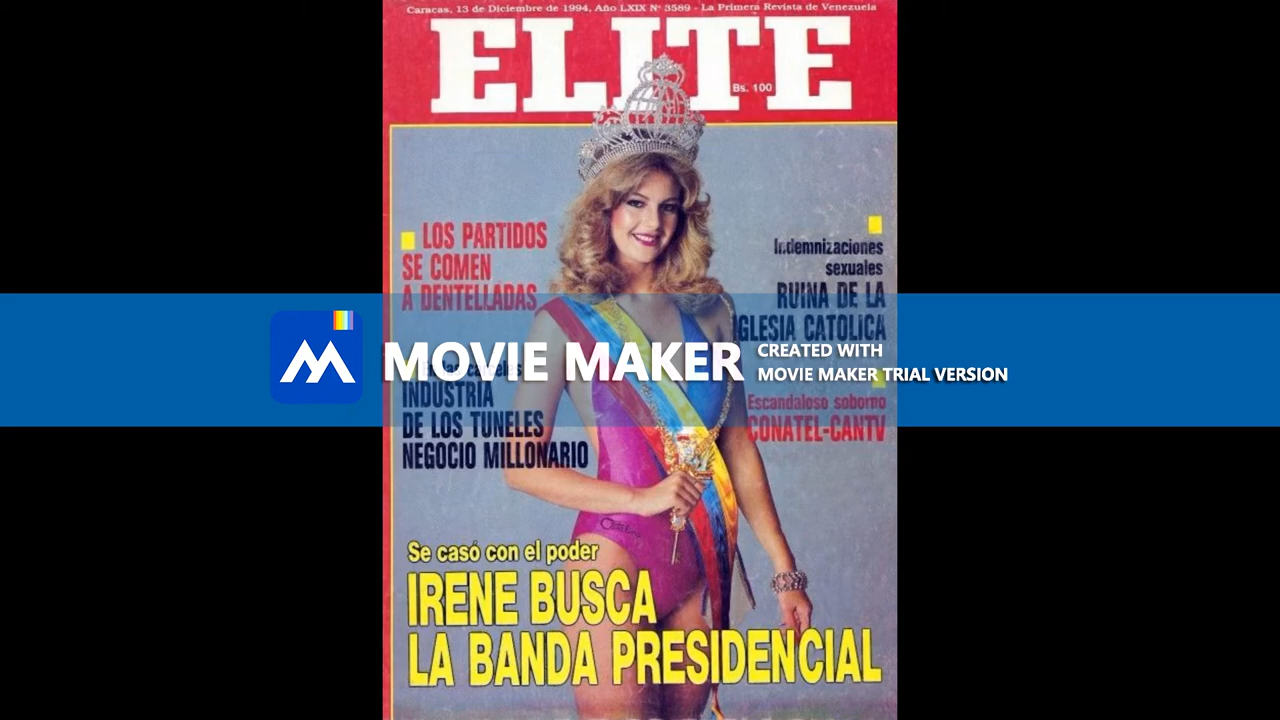 Caracas, 13 de Diciembre de 1994, Año LXIX Nº 3589 - La Primera Revista de Venezuela
ELITE
Bs. 100
LOS PARTIDOS
SE COMEN
A DENTELLADAS
Indemnizaciones
sexuales
RUINA DE LA
IGLESIA CATOLICA
MOVIE MAKER
CREATED WITH
MOVIE MAKER TRIAL VERSION
INDUSTRIA
DE LOS TUNELES
NEGOCIO MILLONARIO
Escandaloso soborno
CONATEL-CANTV
Se casó con el poder
IRENE BUSCA
LA BANDA PRESIDENCIAL